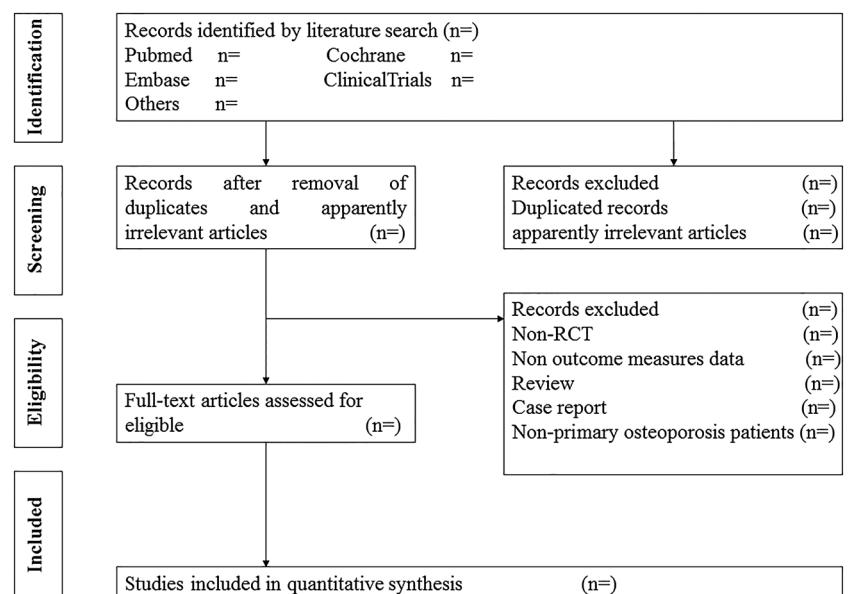 Identification
Records identified by literature search (n=)
Pubmed n= Cochrane n=
Embase n= ClinicalTrials n=
Others n=
Screening
Records after removal of
duplicates and apparently
irrelevant articles (n=)
Records excluded (n=)
Duplicated records (n=)
apparently irrelevant articles (n=)
Eligibility
Records excluded (n=)
Non-RCT (n=)
Non outcome measures data (n=)
Review (n=)
Case report (n=)
Non-primary osteoporosis patients (n=)
Full-text articles assessed for
eligible (n=)
Included
Studies included in quantitative synthesis (n=)